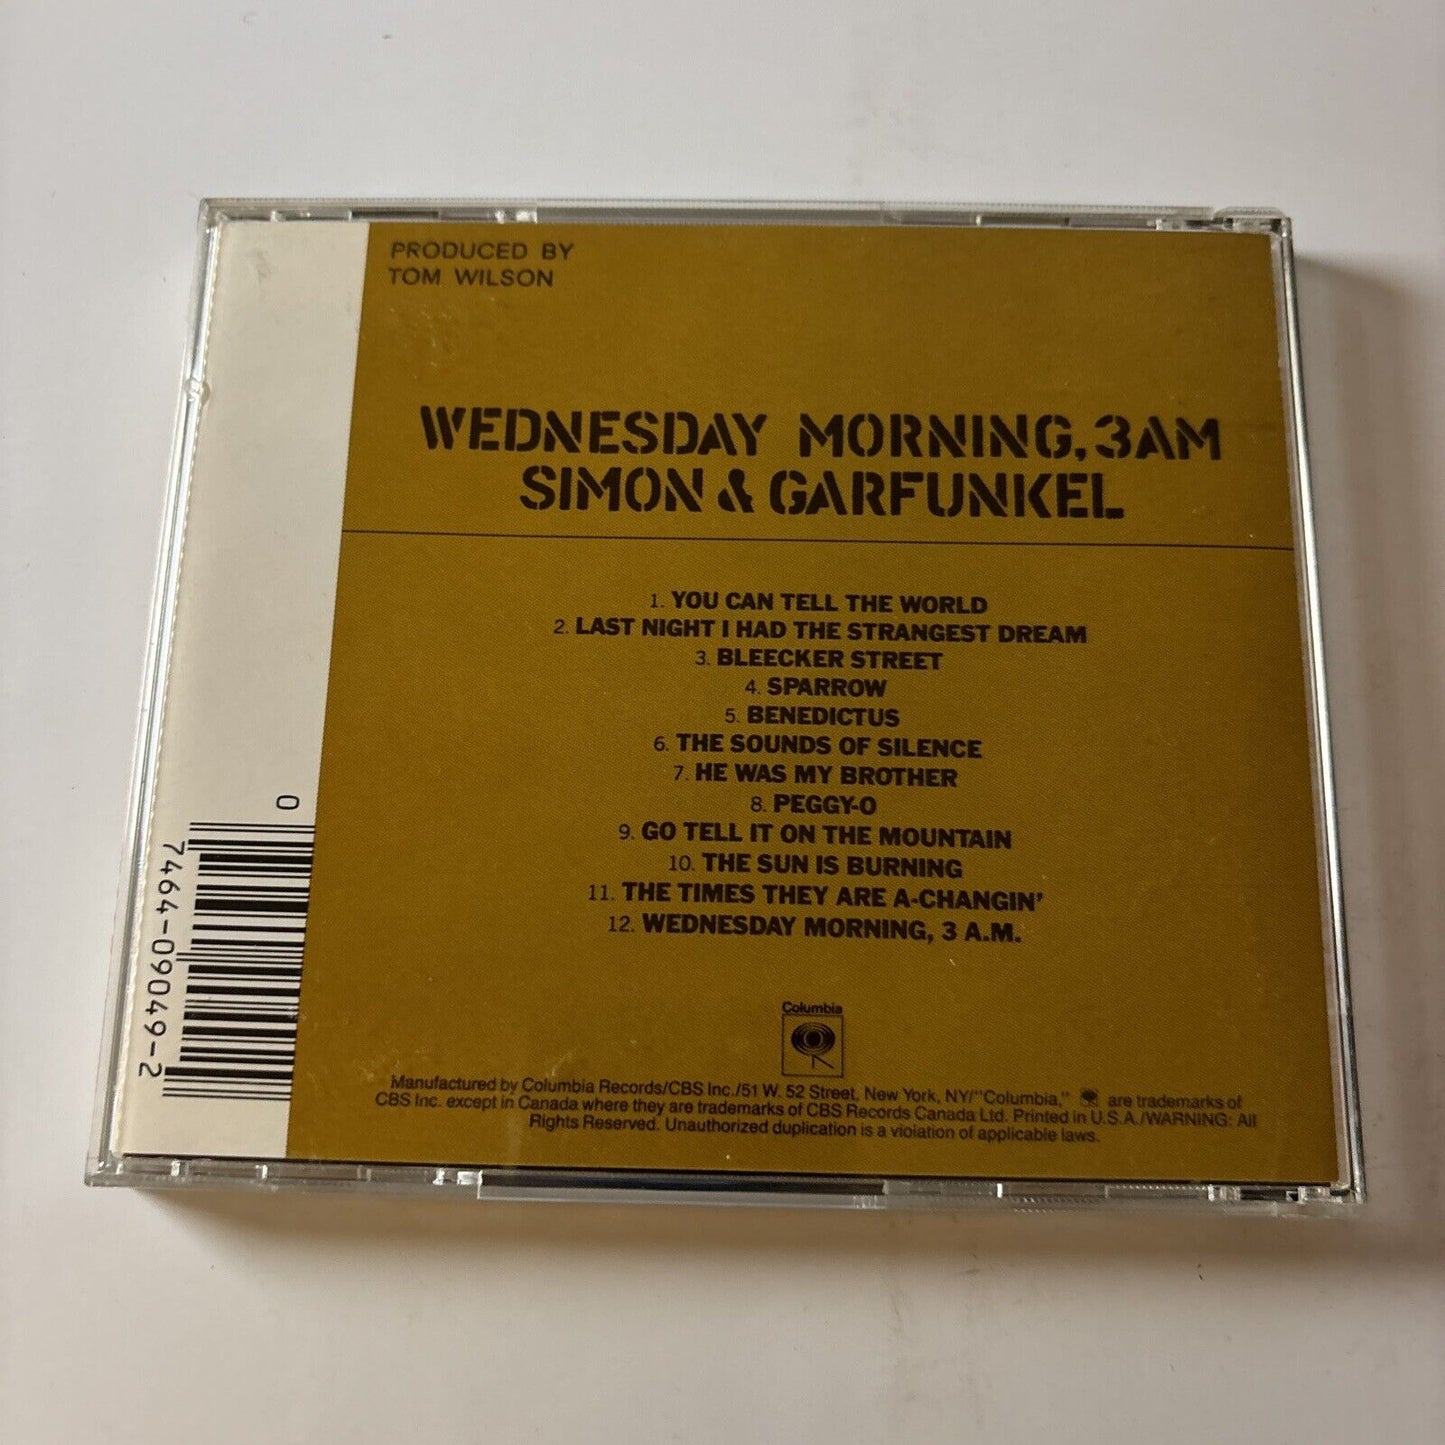 PRODUCED BY
TOM WILSON
WEDNESDAY MORNING, 3AM
SIMON & GARFUNKEL
1. YOU CAN TELL THE WORLD
2. LAST NIGHT I HAD THE STRANGEST DREAM
3. BLEECKER STREET
4. SPARROW
5. BENEDICTUS
6. THE SOUNDS OF SILENCE
7. HE WAS MY BROTHER
8. PEGGY-O
9. GO TELL IT ON THE MOUNTAIN
10. THE SUN IS BURNING
11. THE TIMES THEY ARE A-CHANGIN'
12. WEDNESDAY MORNING, 3 A.M.
0
7464-09049-2
Columbia
Manufactured by Columbia Records/CBS Inc./51 W. 52 Street, New York, NY/"Columbia," are trademarks of
CBS Inc. except in Canada where they are trademarks of CBS Records Canada Ltd. Printed in U.S.A./WARNING: All
Rights Reserved. Unauthorized duplication is a violation of applicable laws.